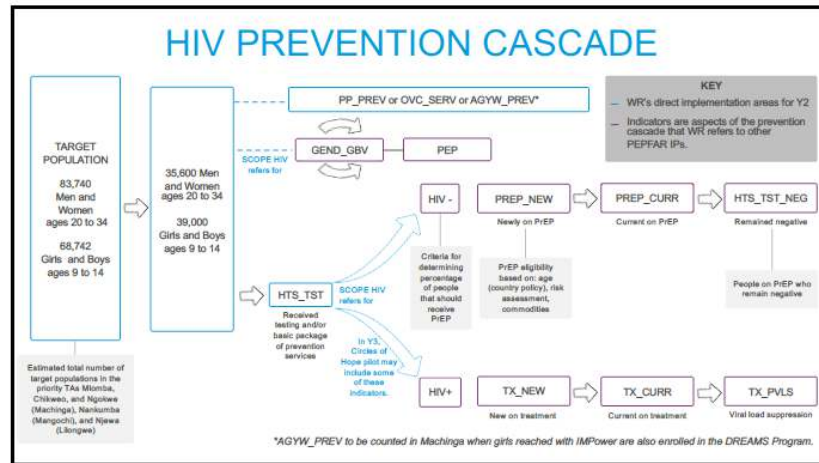 HIV PREVENTION CASCADE
TARGET
POPULATION
83,740
Men and
Women
ages 20 to 34
68,742
Girls and Boys
ages 9 to 14
Estimated total number of
target populations in the
priority TAs Mlomba,
Chikweo, and Ngokwe
(Machinga), Nankumba
(Mangochi), and Njewa
(Lilongwe)
35,600 Men
and Women
ages 20 to 34
39,000
Girls and Boys
ages 9 to 14
PP_PREV or OVC_SERV or AGYW_PREV*
KEY
WR's direct implementation areas for Y2
Indicators are aspects of the prevention
cascade that WR refers to other
PEPFAR IPs.
SCOPE HIV
refers for
GEND_GBV
PEP
HTS_TST
Received
testing and/or
basic package
of prevention
services
SCOPE HIV
refers for
In Y3,
Circles of
Hope pilot may
include some
of these
indicators.
HIV -
Criteria for
determining
percentage
of people
that should
receive
PrEP
PREP_NEW
Newly on PrEP
PrEP eligibility
based on: age
(country policy), risk
assessment,
commodities
PREP_CURR
Current on PrEP
HTS_TST_NEG
Remained negative
People on PrEP who
remain negative
HIV+
TX_NEW
New on treatment
TX_CURR
Current on treatment
TX_PVLS
Viral load suppression
*AGYW_PREV to be counted in Machinga when girls reached with IMPower are also enrolled in the DREAMS Program.